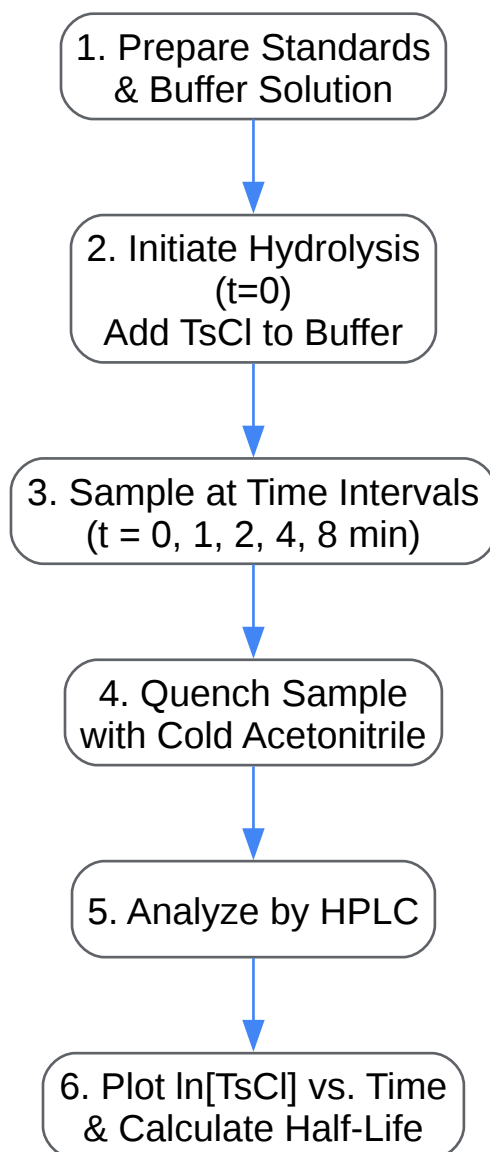 1. Prepare Standards
& Buffer Solution
2. Initiate Hydrolysis
(t=0)
Add TsCl to Buffer
3. Sample at Time Intervals
(t = 0, 1, 2, 4, 8 min)
4. Quench Sample
with Cold Acetonitrile
5. Analyze by HPLC
6. Plot ln[TsCl] vs. Time
& Calculate Half-Life